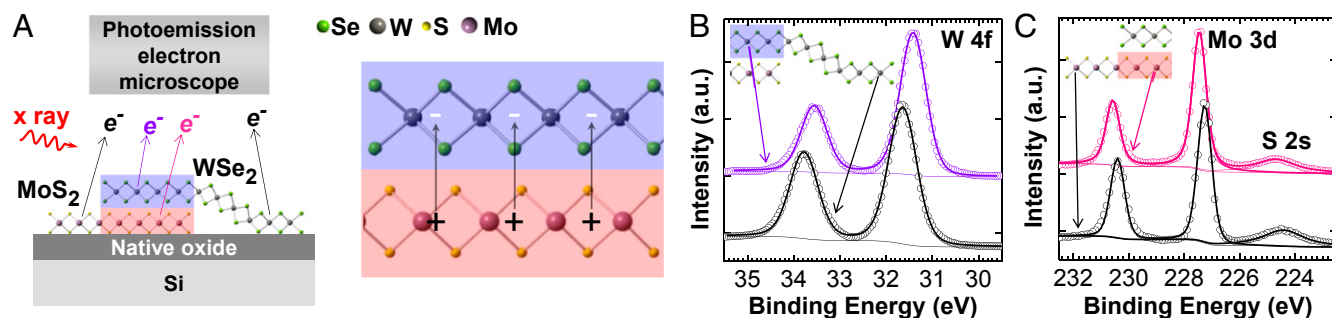 A
Photoemission
electron
microscope
x ray
e-
e-
e-
e-
MoS2
WSe2
Native oxide
Si
Se W S Mo
- - -
+ + +
B
W 4f
Intensity (a.u.)
35 34 33 32 31 30
Binding Energy (eV)
C
Mo 3d
S 2s
Intensity (a.u.)
232 230 228 226 224
Binding Energy (eV)